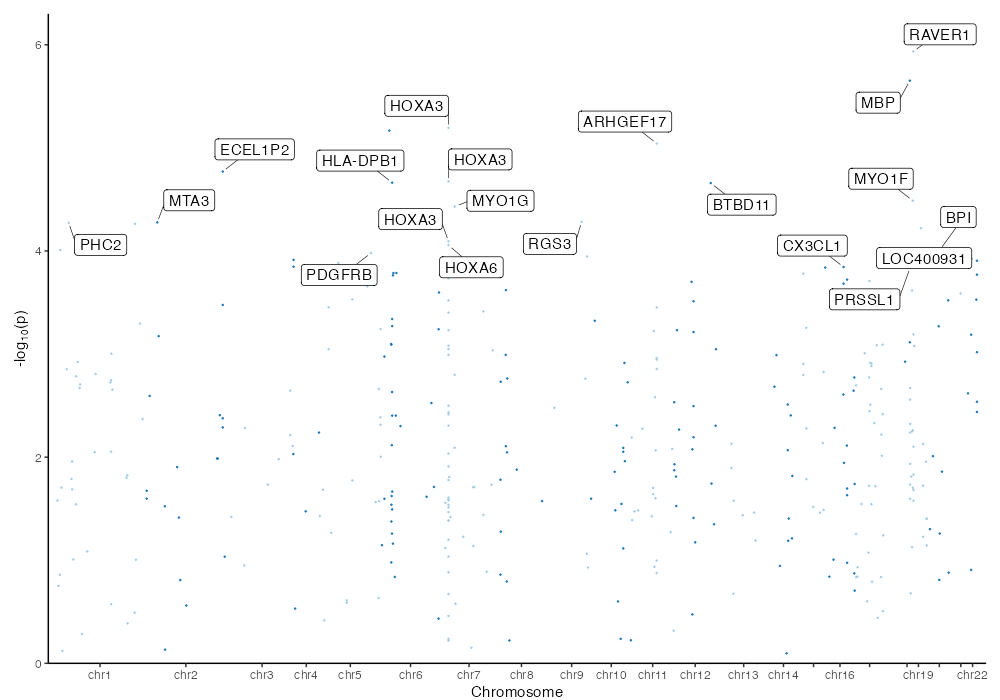 RAVER1
MBP
HOXA3
ARHGEF17
ECEL1P2
HLA-DPB1
HOXA3
MYO1F
MTA3
MYO1G
BTBD11
BPI
PHC2
HOXA3
RGS3
CX3CL1
LOC400931
PDGFRB
HOXA6
PRSSL1
6
4
2
0
-log10(p)
chr1 chr2 chr3 chr4 chr5 chr6 chr7 chr8 chr9 chr10 chr11 chr12 chr13 chr14 chr16 chr19 chr22
Chromosome